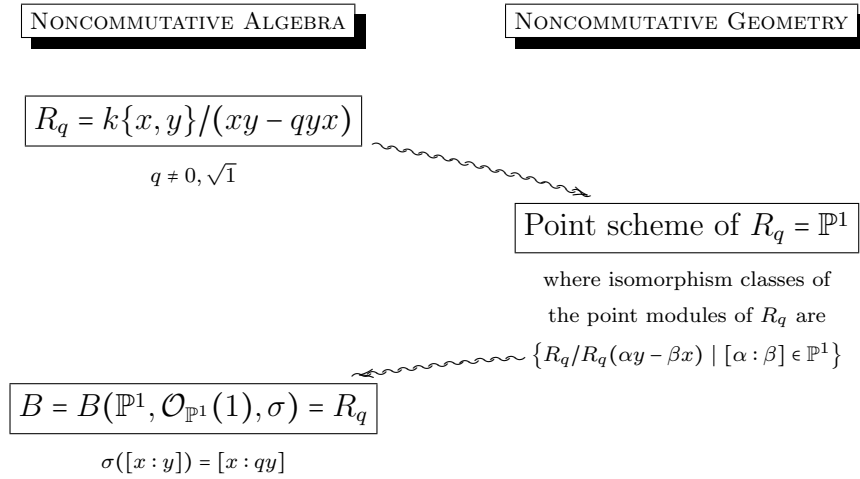 NONCOMMUTATIVE ALGEBRA
NONCOMMUTATIVE GEOMETRY
R_q = k{x, y}/(xy − qyx)
q ≠ 0, √1
Point scheme of R_q = ℙ¹
where isomorphism classes of
the point modules of R_q are
{R_q/R_q(αy − βx) | [α : β] ∈ ℙ¹}
B = B(ℙ¹, 𝒪_ℙ¹(1), σ) = R_q
σ([x : y]) = [x : qy]